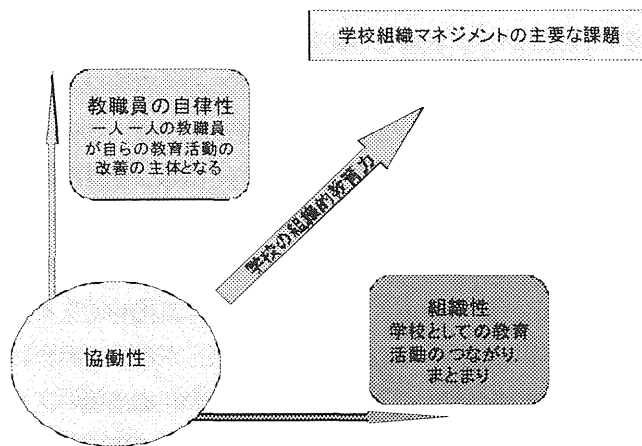 学校組織マネジメントの主要な課題
教職員の自律性
一人一人の教職員
が自らの教育活動の
改善の主体となる
学校の組織的教育力
組織性
学校としての教育
活動のつながり,
まとまり
協働性